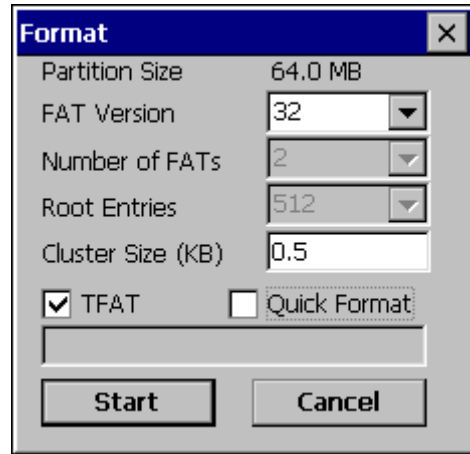 Format
Partition Size 64.0 MB
FAT Version 32
Number of FATs 2
Root Entries 512
Cluster Size (KB) 0.5
TFAT Quick Format
Start Cancel